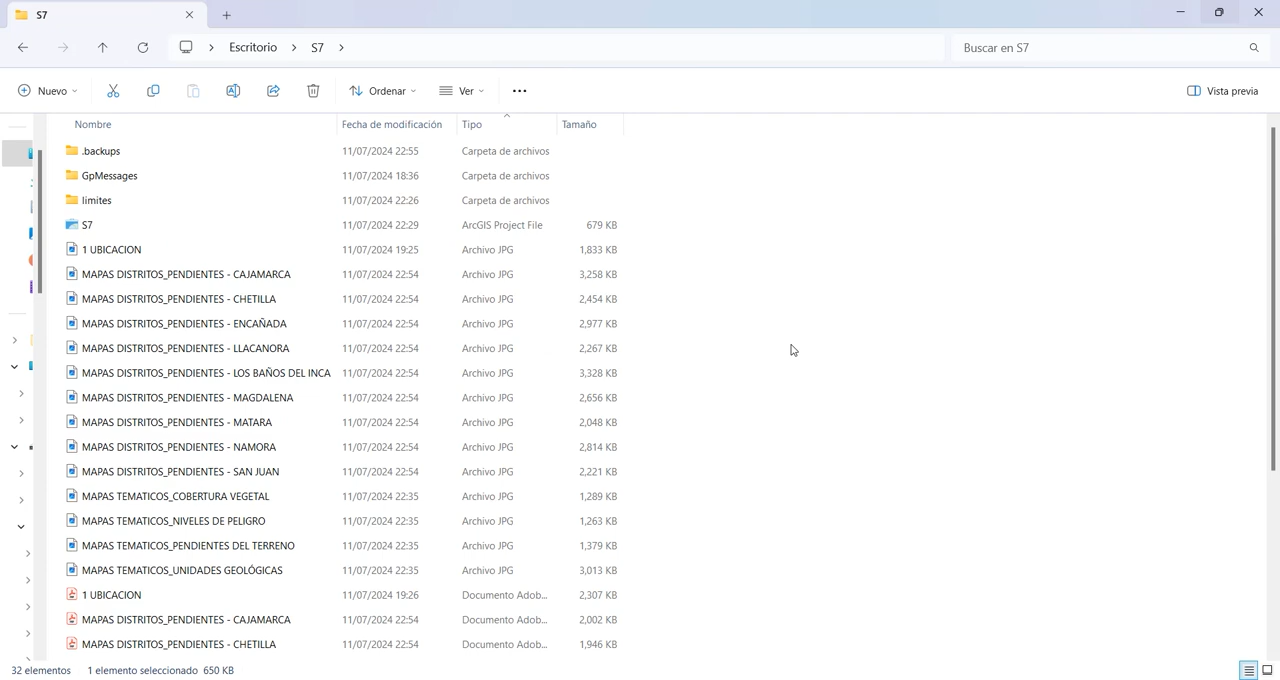 S7
Escritorio S7
Buscar en S7
Nuevo Ordenar Ver Vista previa
Nombre Fecha de modificación Tipo Tamaño
.backups 11/07/2024 22:55 Carpeta de archivos
GpMessages 11/07/2024 18:36 Carpeta de archivos
limites 11/07/2024 22:26 Carpeta de archivos
S7 11/07/2024 22:29 ArcGIS Project File 679 KB
1 UBICACION 11/07/2024 19:25 Archivo JPG 1,833 KB
MAPAS DISTRITOS_PENDIENTES - CAJAMARCA 11/07/2024 22:54 Archivo JPG 3,258 KB
MAPAS DISTRITOS_PENDIENTES - CHETILLA 11/07/2024 22:54 Archivo JPG 2,454 KB
MAPAS DISTRITOS_PENDIENTES - ENCAÑADA 11/07/2024 22:54 Archivo JPG 2,977 KB
MAPAS DISTRITOS_PENDIENTES - LLACANORA 11/07/2024 22:54 Archivo JPG 2,267 KB
MAPAS DISTRITOS_PENDIENTES - LOS BAÑOS DEL INCA 11/07/2024 22:54 Archivo JPG 3,328 KB
MAPAS DISTRITOS_PENDIENTES - MAGDALENA 11/07/2024 22:54 Archivo JPG 2,656 KB
MAPAS DISTRITOS_PENDIENTES - MATARA 11/07/2024 22:54 Archivo JPG 2,048 KB
MAPAS DISTRITOS_PENDIENTES - NAMORA 11/07/2024 22:54 Archivo JPG 2,814 KB
MAPAS DISTRITOS_PENDIENTES - SAN JUAN 11/07/2024 22:54 Archivo JPG 2,221 KB
MAPAS TEMATICOS_COBERTURA VEGETAL 11/07/2024 22:35 Archivo JPG 1,289 KB
MAPAS TEMATICOS_NIVELES DE PELIGRO 11/07/2024 22:35 Archivo JPG 1,263 KB
MAPAS TEMATICOS_PENDIENTES DEL TERRENO 11/07/2024 22:35 Archivo JPG 1,379 KB
MAPAS TEMATICOS_UNIDADES GEOLÓGICAS 11/07/2024 22:35 Archivo JPG 3,013 KB
1 UBICACION 11/07/2024 19:26 Documento Adob... 2,307 KB
MAPAS DISTRITOS_PENDIENTES - CAJAMARCA 11/07/2024 22:54 Documento Adob... 2,002 KB
MAPAS DISTRITOS_PENDIENTES - CHETILLA 11/07/2024 22:54 Documento Adob... 1,946 KB
32 elementos 1 elemento seleccionado 650 KB